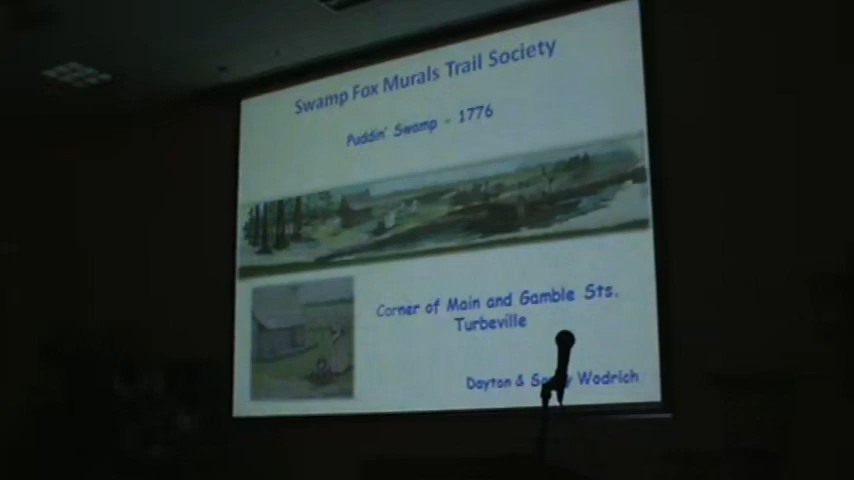 Swamp Fox Murals Trail Society
Puddin' Swamp - 1776
Corner of Main and Gamble Sts.
Turbeville
Dayton & Wodrich